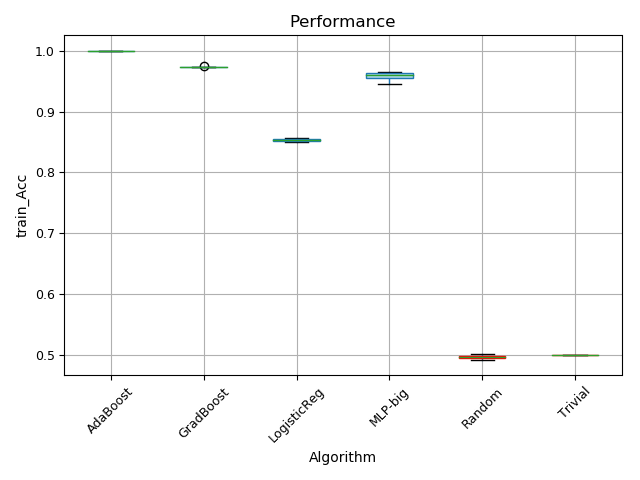 Performance
train_Acc
1.0
0.9
0.8
0.7
0.6
0.5
AdaBoost
GradBoost
LogisticReg
MLP-big
Random
Trivial
Algorithm